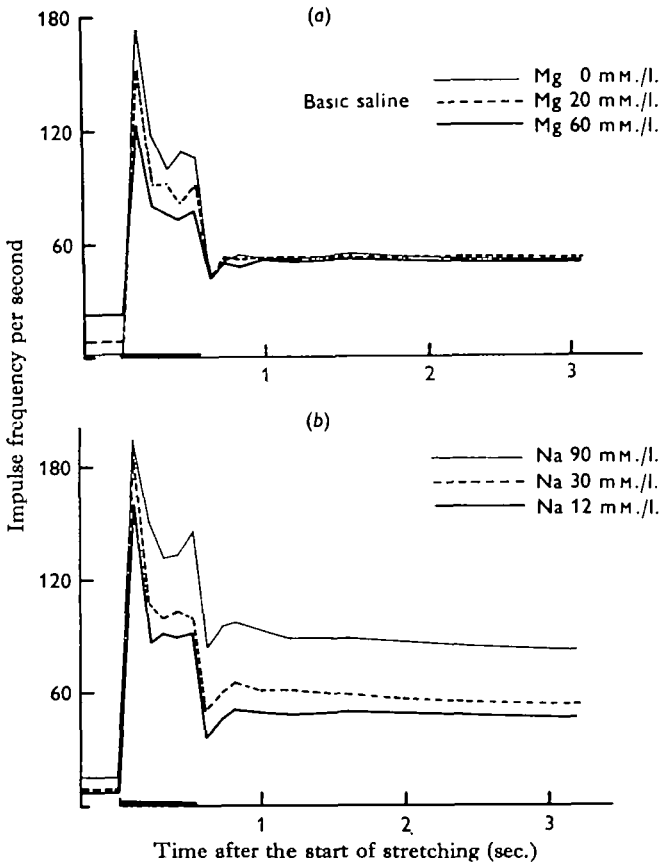 (a)
180
120
60
Basic saline
Mg 0 mM./l.
Mg 20 mM./l.
Mg 60 mM./l.
1 2 3
Impulse frequency per second
(b)
180
120
60
Na 90 mM./l.
Na 30 mM./l.
Na 12 mM./l.
1 2 3
Time after the start of stretching (sec.)